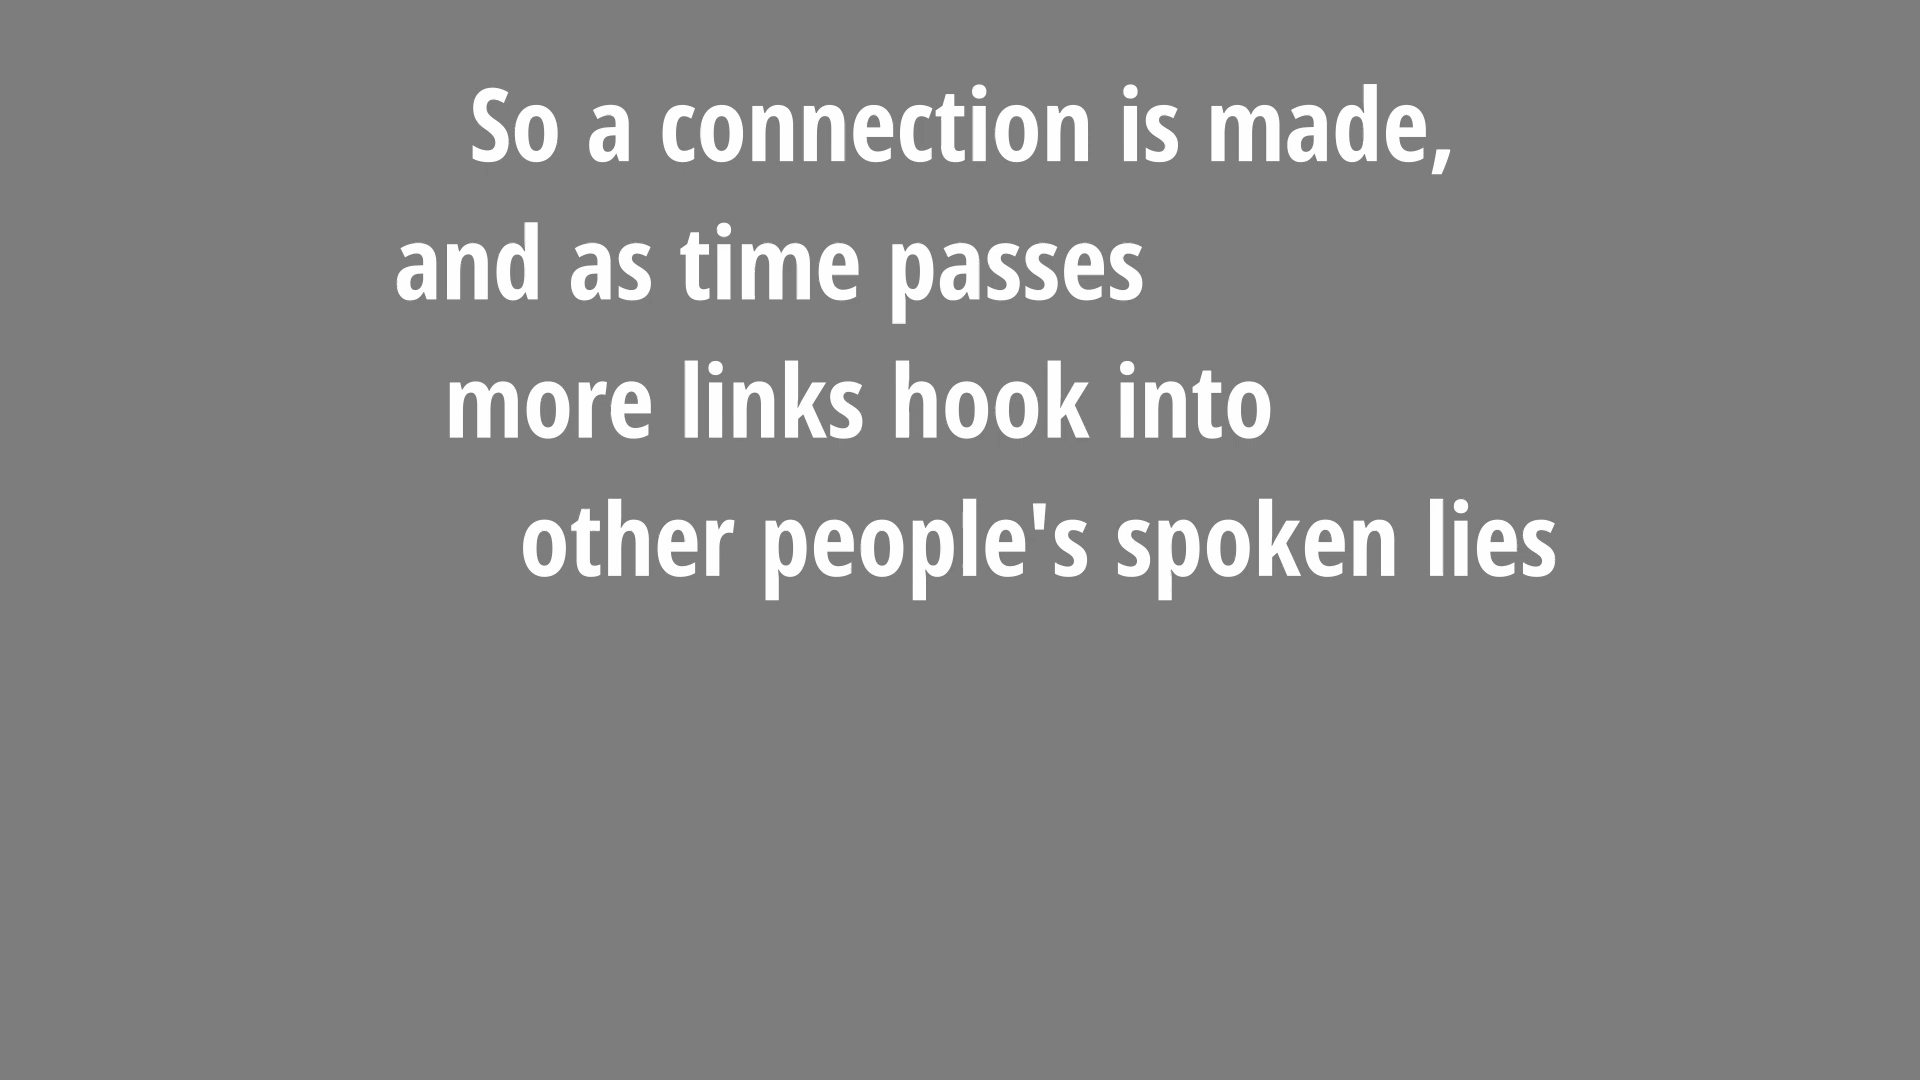 So a connection is made,
and as time passes
more links hook into
other people's spoken lies